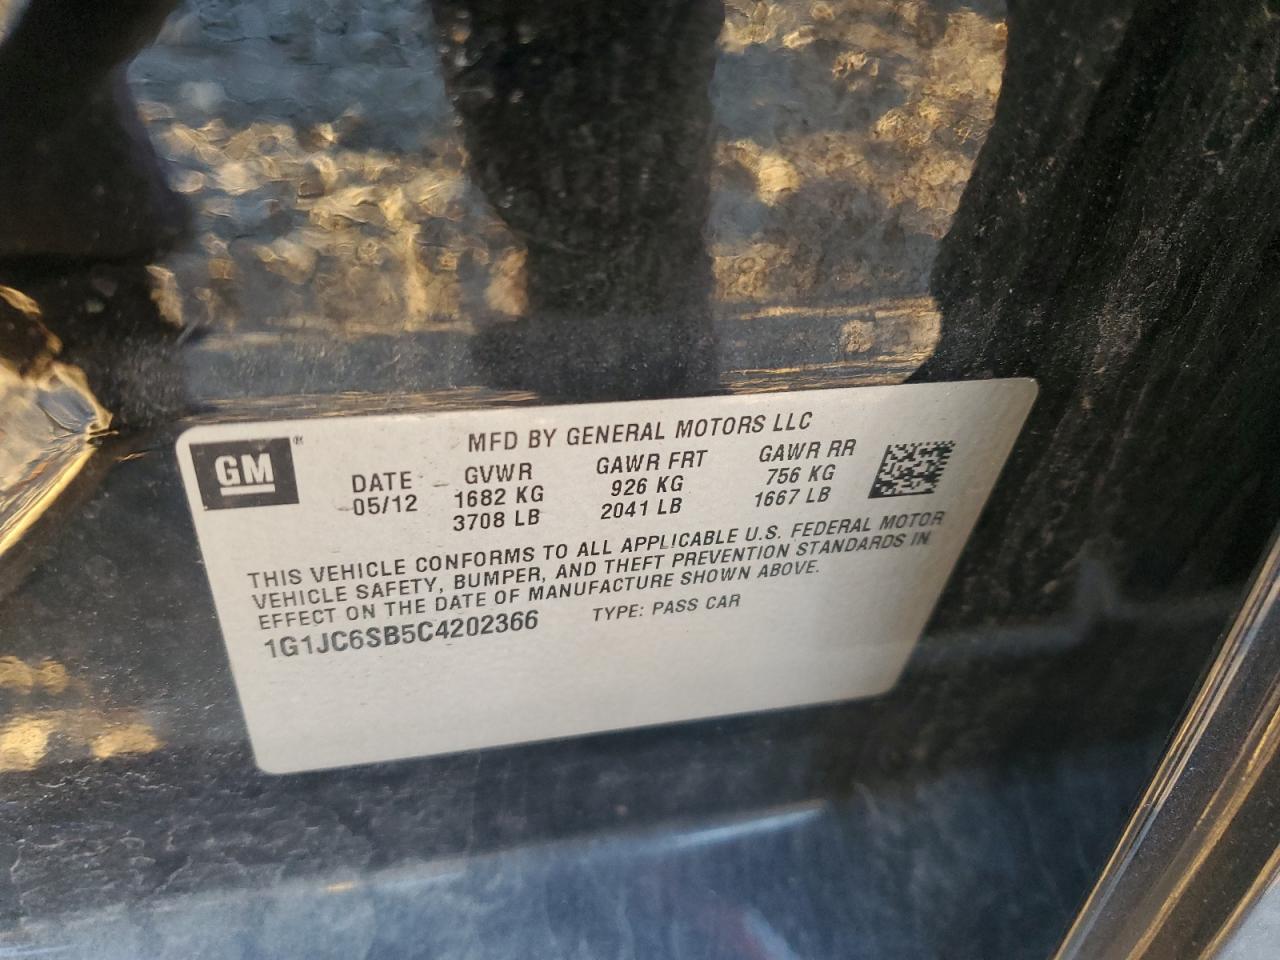 GM®
MFD BY GENERAL MOTORS LLC
DATE GVWR GAWR FRT GAWR RR
05/12 1682 KG 926 KG 756 KG
3708 LB 2041 LB 1667 LB
THIS VEHICLE CONFORMS TO ALL APPLICABLE U.S. FEDERAL MOTOR
VEHICLE SAFETY, BUMPER, AND THEFT PREVENTION STANDARDS IN
EFFECT ON THE DATE OF MANUFACTURE SHOWN ABOVE.
1G1JC6SB5C4202366 TYPE: PASS CAR